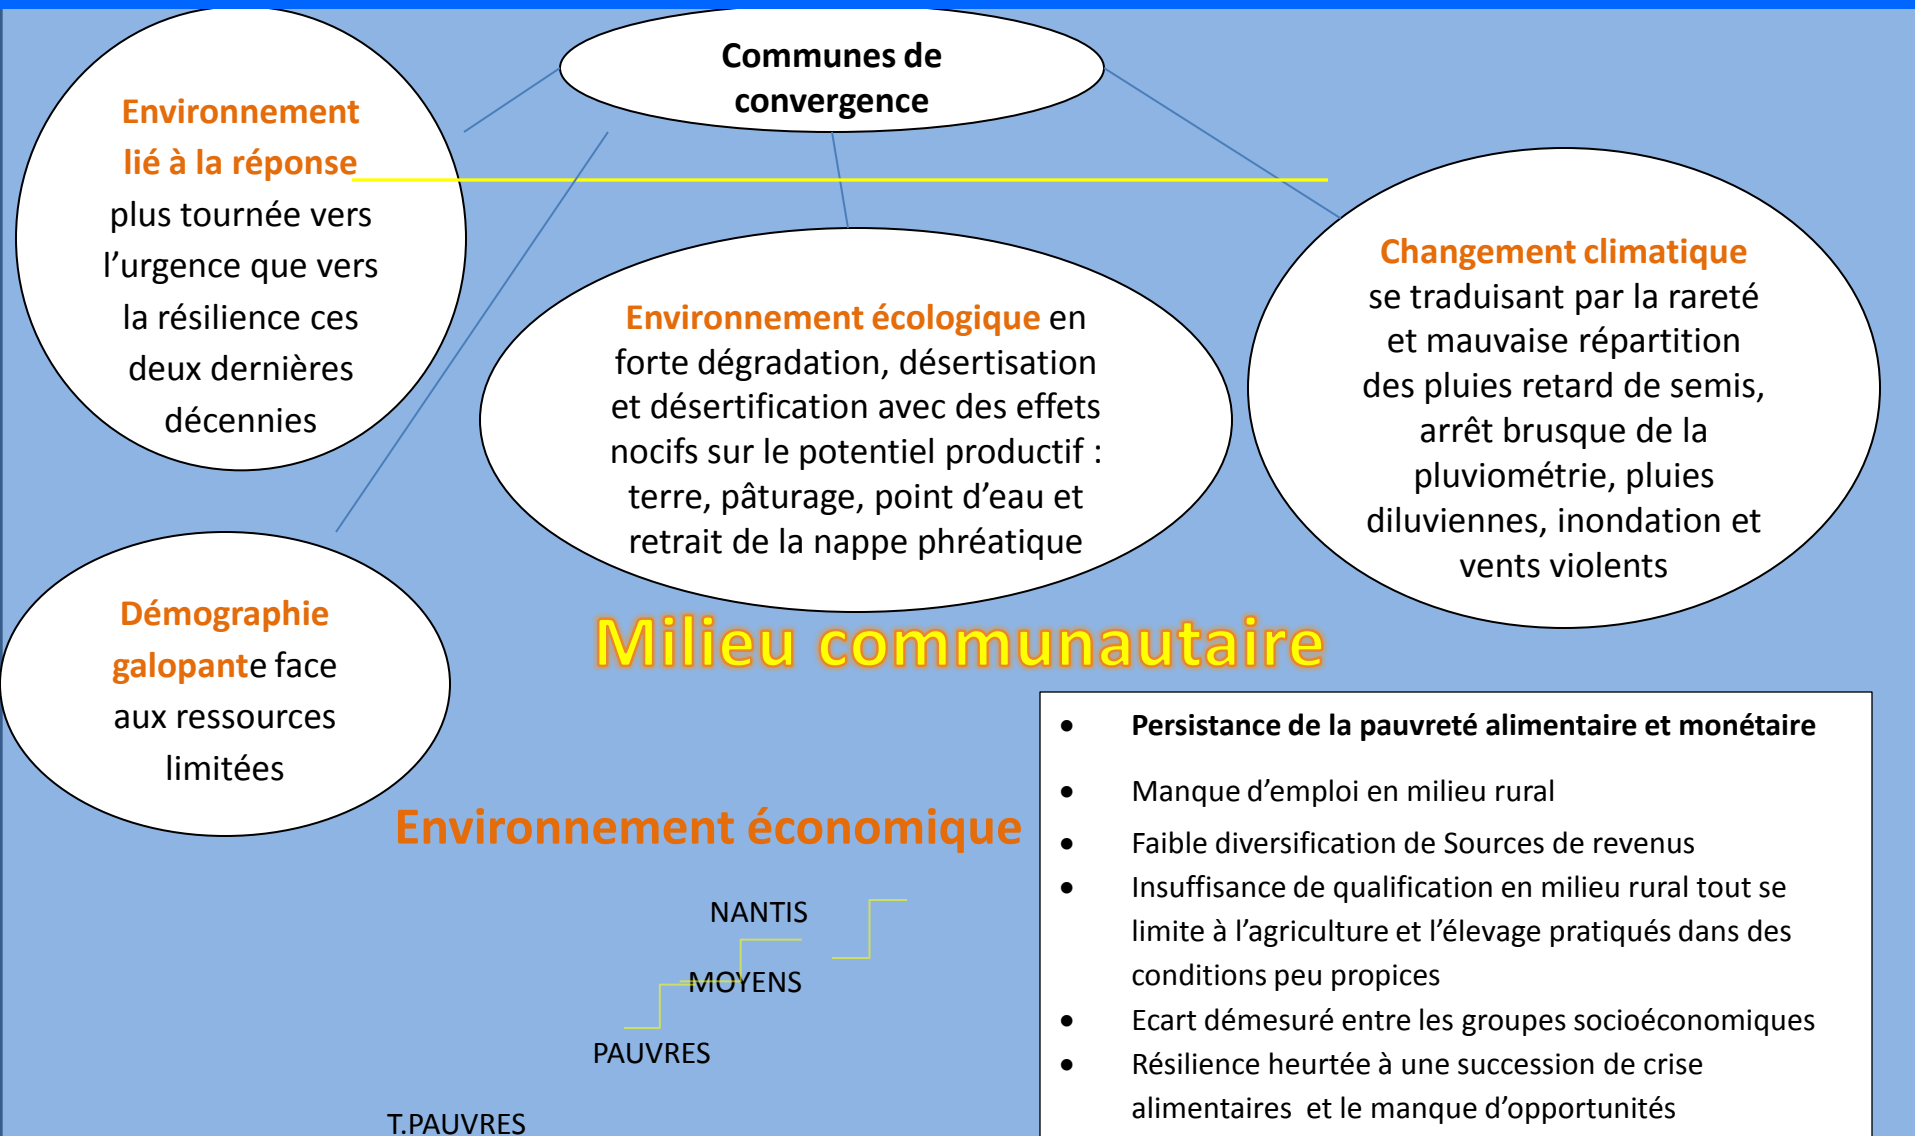 Communes de
convergence
Environnement
lié à la réponse
plus tournée vers
l’urgence que vers
la résilience ces
deux dernières
décennies
Environnement écologique en
forte dégradation, désertisation
et désertification avec des effets
nocifs sur le potentiel productif :
terre, pâturage, point d’eau et
retrait de la nappe phréatique
Changement climatique
se traduisant par la rareté
et mauvaise répartition
des pluies retard de semis,
arrêt brusque de la
pluviométrie, pluies
diluviennes, inondation et
vents violents
Démographie
galopante face
aux ressources
limitées
Milieu communautaire
Environnement économique
NANTIS
MOYENS
PAUVRES
T.PAUVRES
• Persistance de la pauvreté alimentaire et monétaire
• Manque d’emploi en milieu rural
• Faible diversification de Sources de revenus
• Insuffisance de qualification en milieu rural tout se
limite à l’agriculture et l’élevage pratiqués dans des
conditions peu propices
• Ecart démesuré entre les groupes socioéconomiques
• Résilience heurtée à une succession de crise
alimentaires et le manque d’opportunités